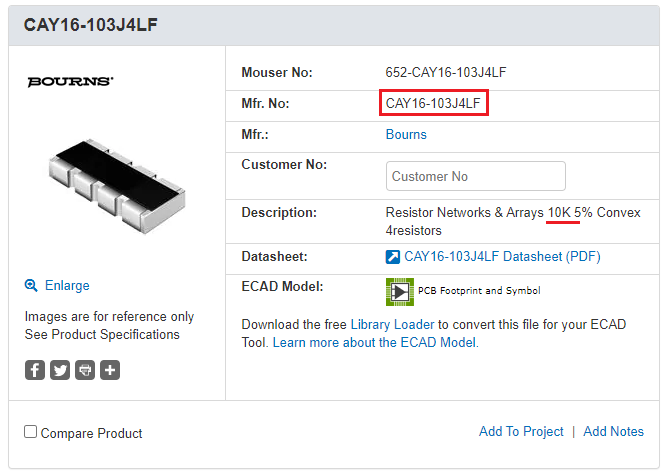 CAY16-103J4LF
BOURNS®
Mouser No: 652-CAY16-103J4LF
Mfr. No: CAY16-103J4LF
Mfr.: Bourns
Customer No: Customer No
Description: Resistor Networks & Arrays 10K 5% Convex
4resistors
Datasheet: CAY16-103J4LF Datasheet (PDF)
Enlarge
ECAD Model: PCB Footprint and Symbol
Images are for reference only
See Product Specifications
Download the free Library Loader to convert this file for your ECAD
Tool. Learn more about the ECAD Model.
Compare Product
Add To Project | Add Notes